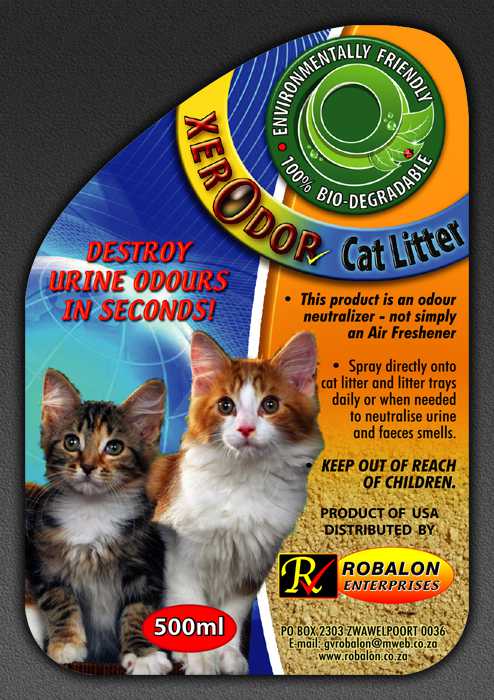 ENVIRONMENTALLY FRIENDLY
• 100% BIO-DEGRADABLE
XERODOR
Cat Litter
DESTROY
URINE ODOURS
IN SECONDS!
• This product is an odour
neutralizer - not simply
an Air Freshener
• Spray directly onto
cat litter and litter trays
daily or when needed
to neutralise urine
and faeces smells.
• KEEP OUT OF REACH
OF CHILDREN.
PRODUCT OF USA
DISTRIBUTED BY
R
ROBALON
ENTERPRISES
500ml
PO BOX 2303 ZWAWELPOORT 0036
E-mail: gvrobalon@mweb.co.za
www.robalon.co.za